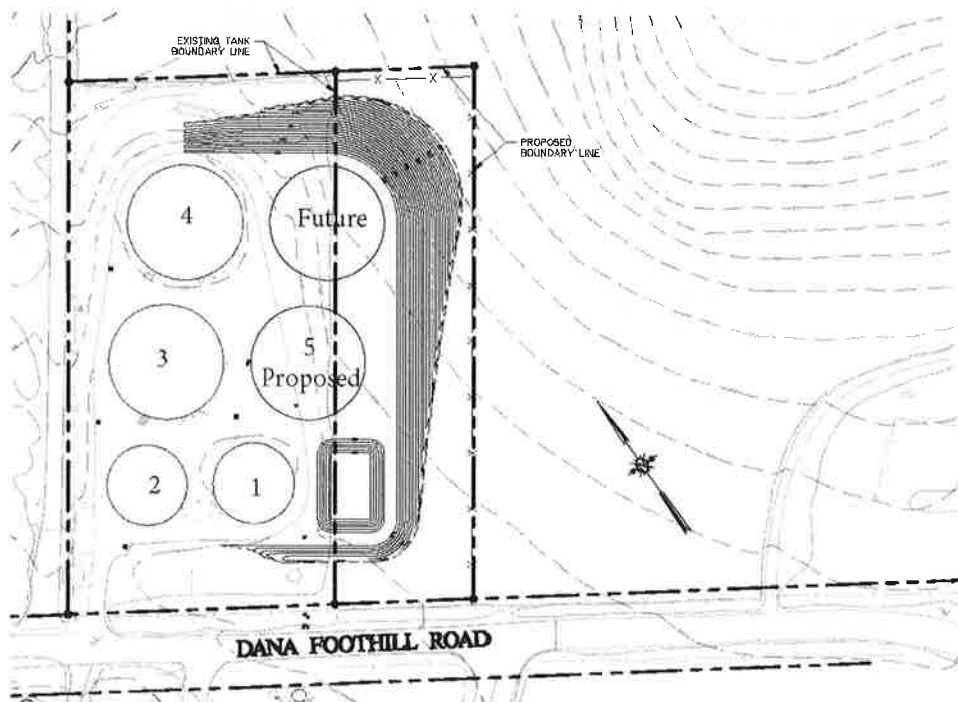 EXISTING TANK
BOUNDARY LINE
X
X
PROPOSED
BOUNDARY LINE
4
Future
3
5
Proposed
2
1
DANA FOOTHILL ROAD